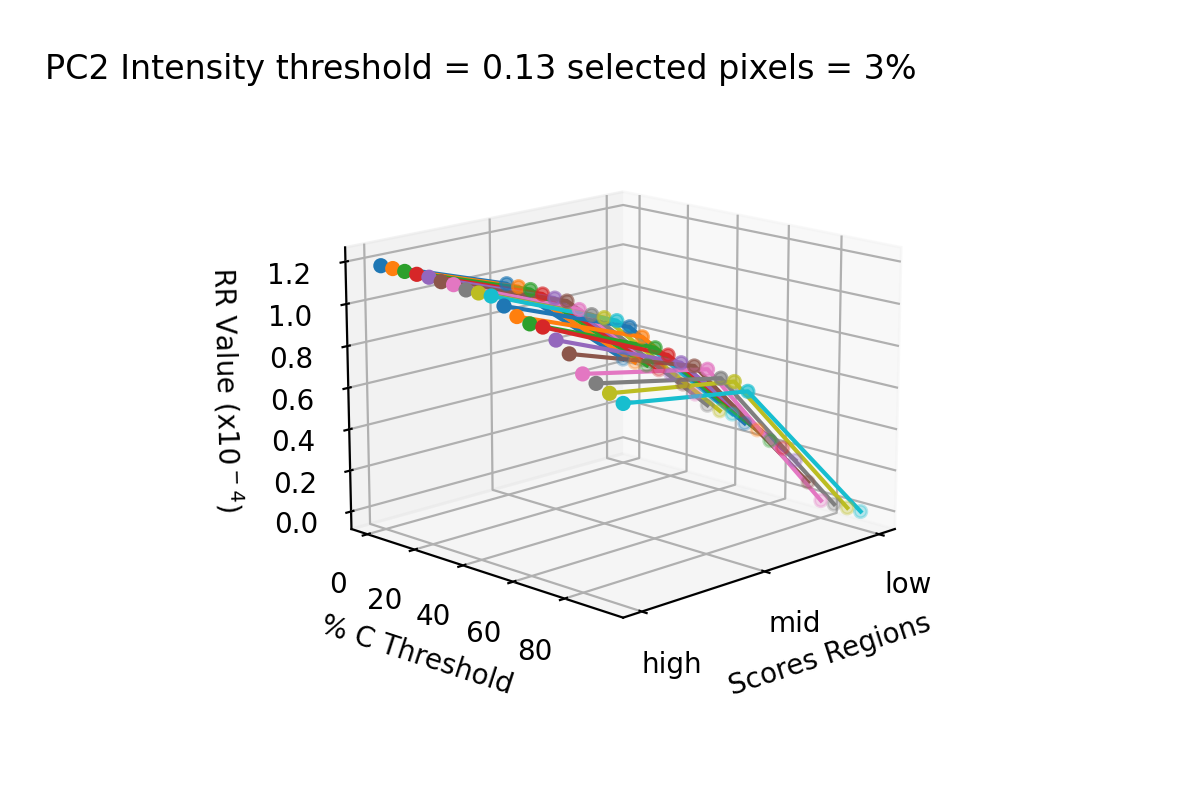 PC2 Intensity threshold = 0.13 selected pixels = 3%
RR Value (x10⁻⁴)
1.2
1.0
0.8
0.6
0.4
0.2
0.0
0
20
40
60
80
% C Threshold
high
mid
low
Scores Regions